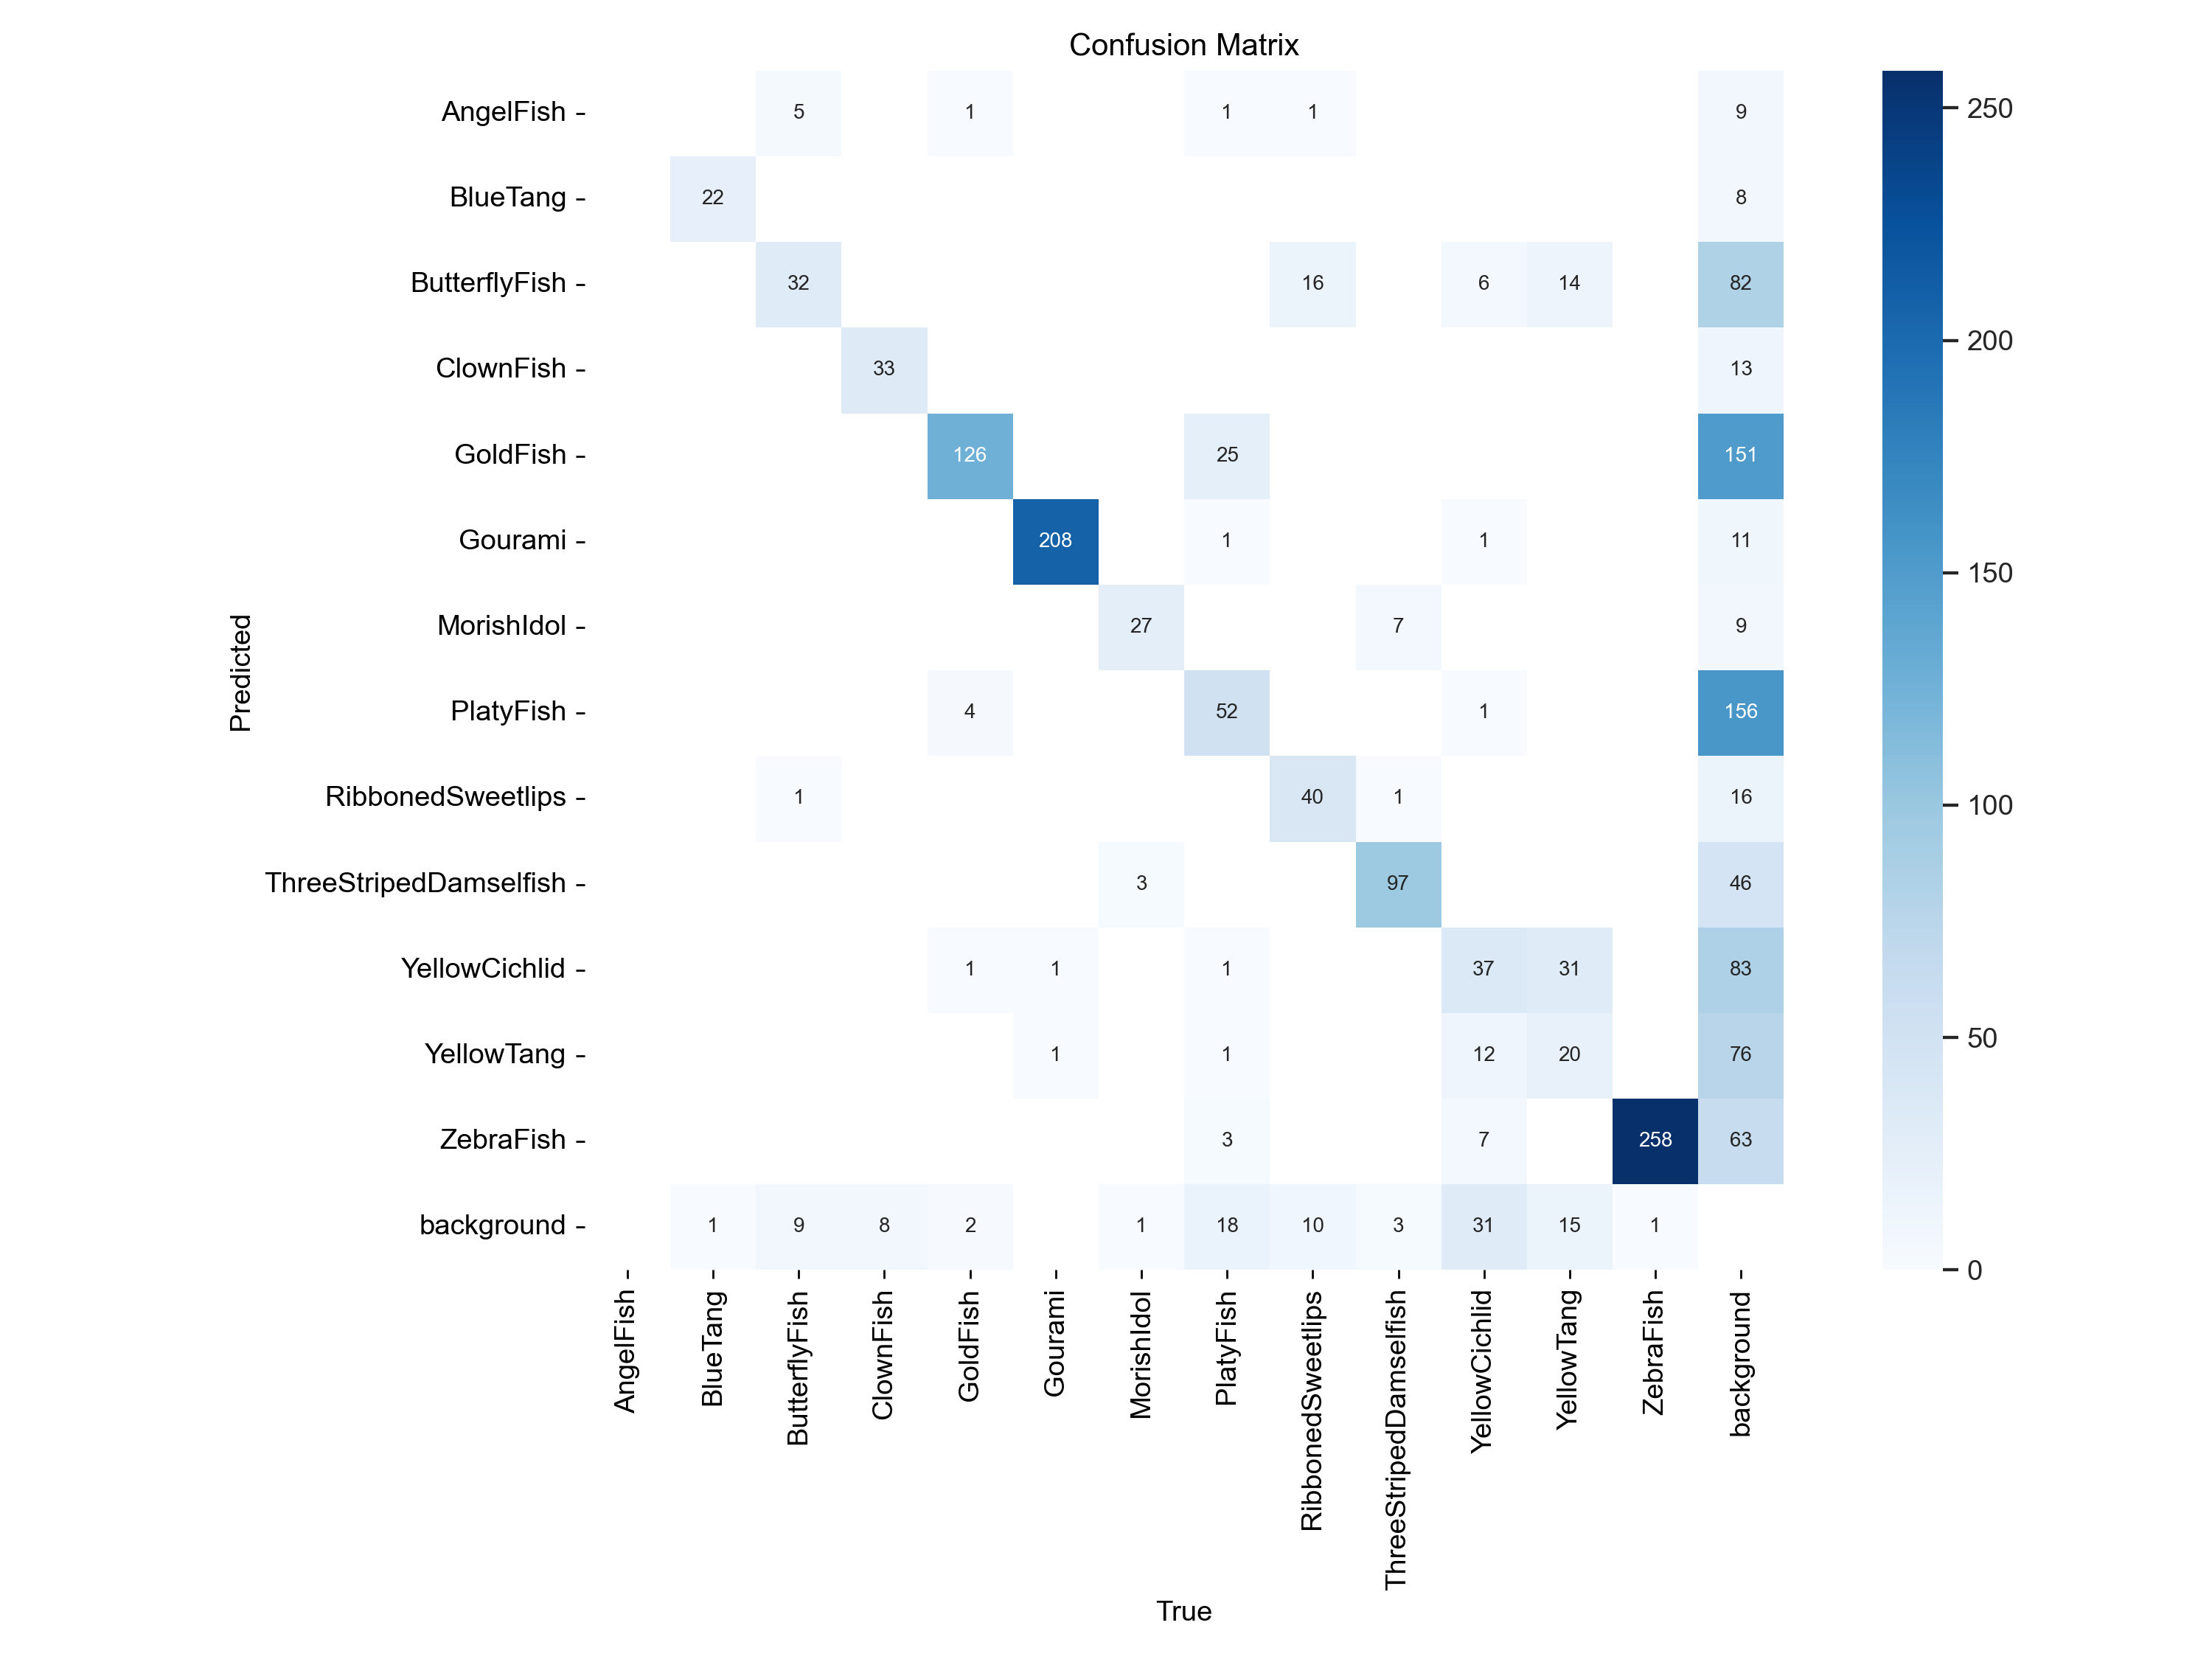 Confusion Matrix
AngelFish 5 1 1 1 9
BlueTang 22 8
ButterflyFish 32 16 6 14 82
ClownFish 33 13
GoldFish 126 25 151
Gourami 208 1 1 11
MorishIdol 27 7 9
PlatyFish 4 52 1 156
RibbonedSweetlips 1 40 1 16
ThreeStripedDamselfish 3 97 46
YellowCichlid 1 1 1 37 31 83
YellowTang 1 1 12 20 76
ZebraFish 3 7 258 63
background 1 9 8 2 1 18 10 3 31 15 1
Predicted
AngelFish
BlueTang
ButterflyFish
ClownFish
GoldFish
Gourami
MorishIdol
PlatyFish
RibbonedSweetlips
ThreeStripedDamselfish
YellowCichlid
YellowTang
ZebraFish
background
True
250
200
150
100
50
0